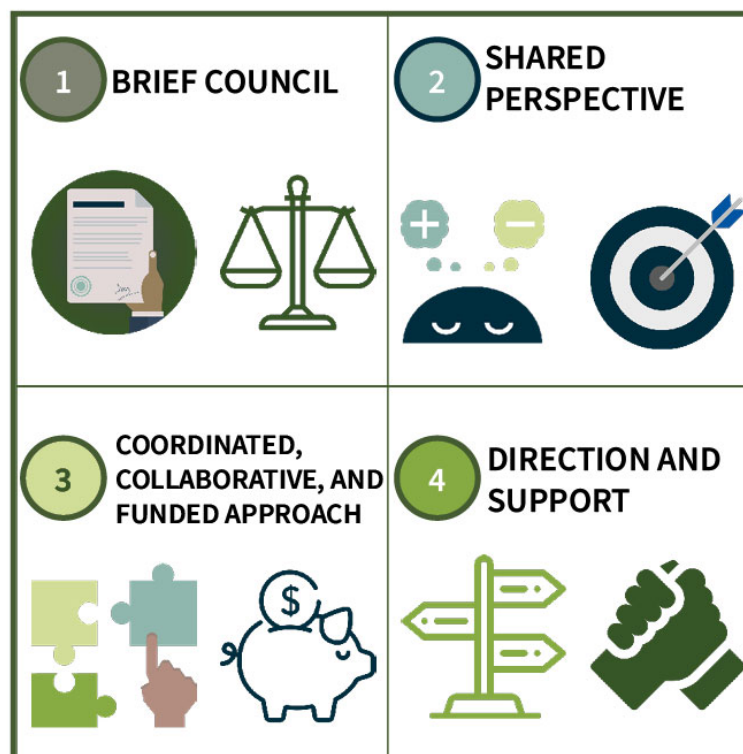 1
BRIEF COUNCIL
2
SHARED
PERSPECTIVE
3
COORDINATED,
COLLABORATIVE, AND
FUNDED APPROACH
$
4
DIRECTION AND
SUPPORT